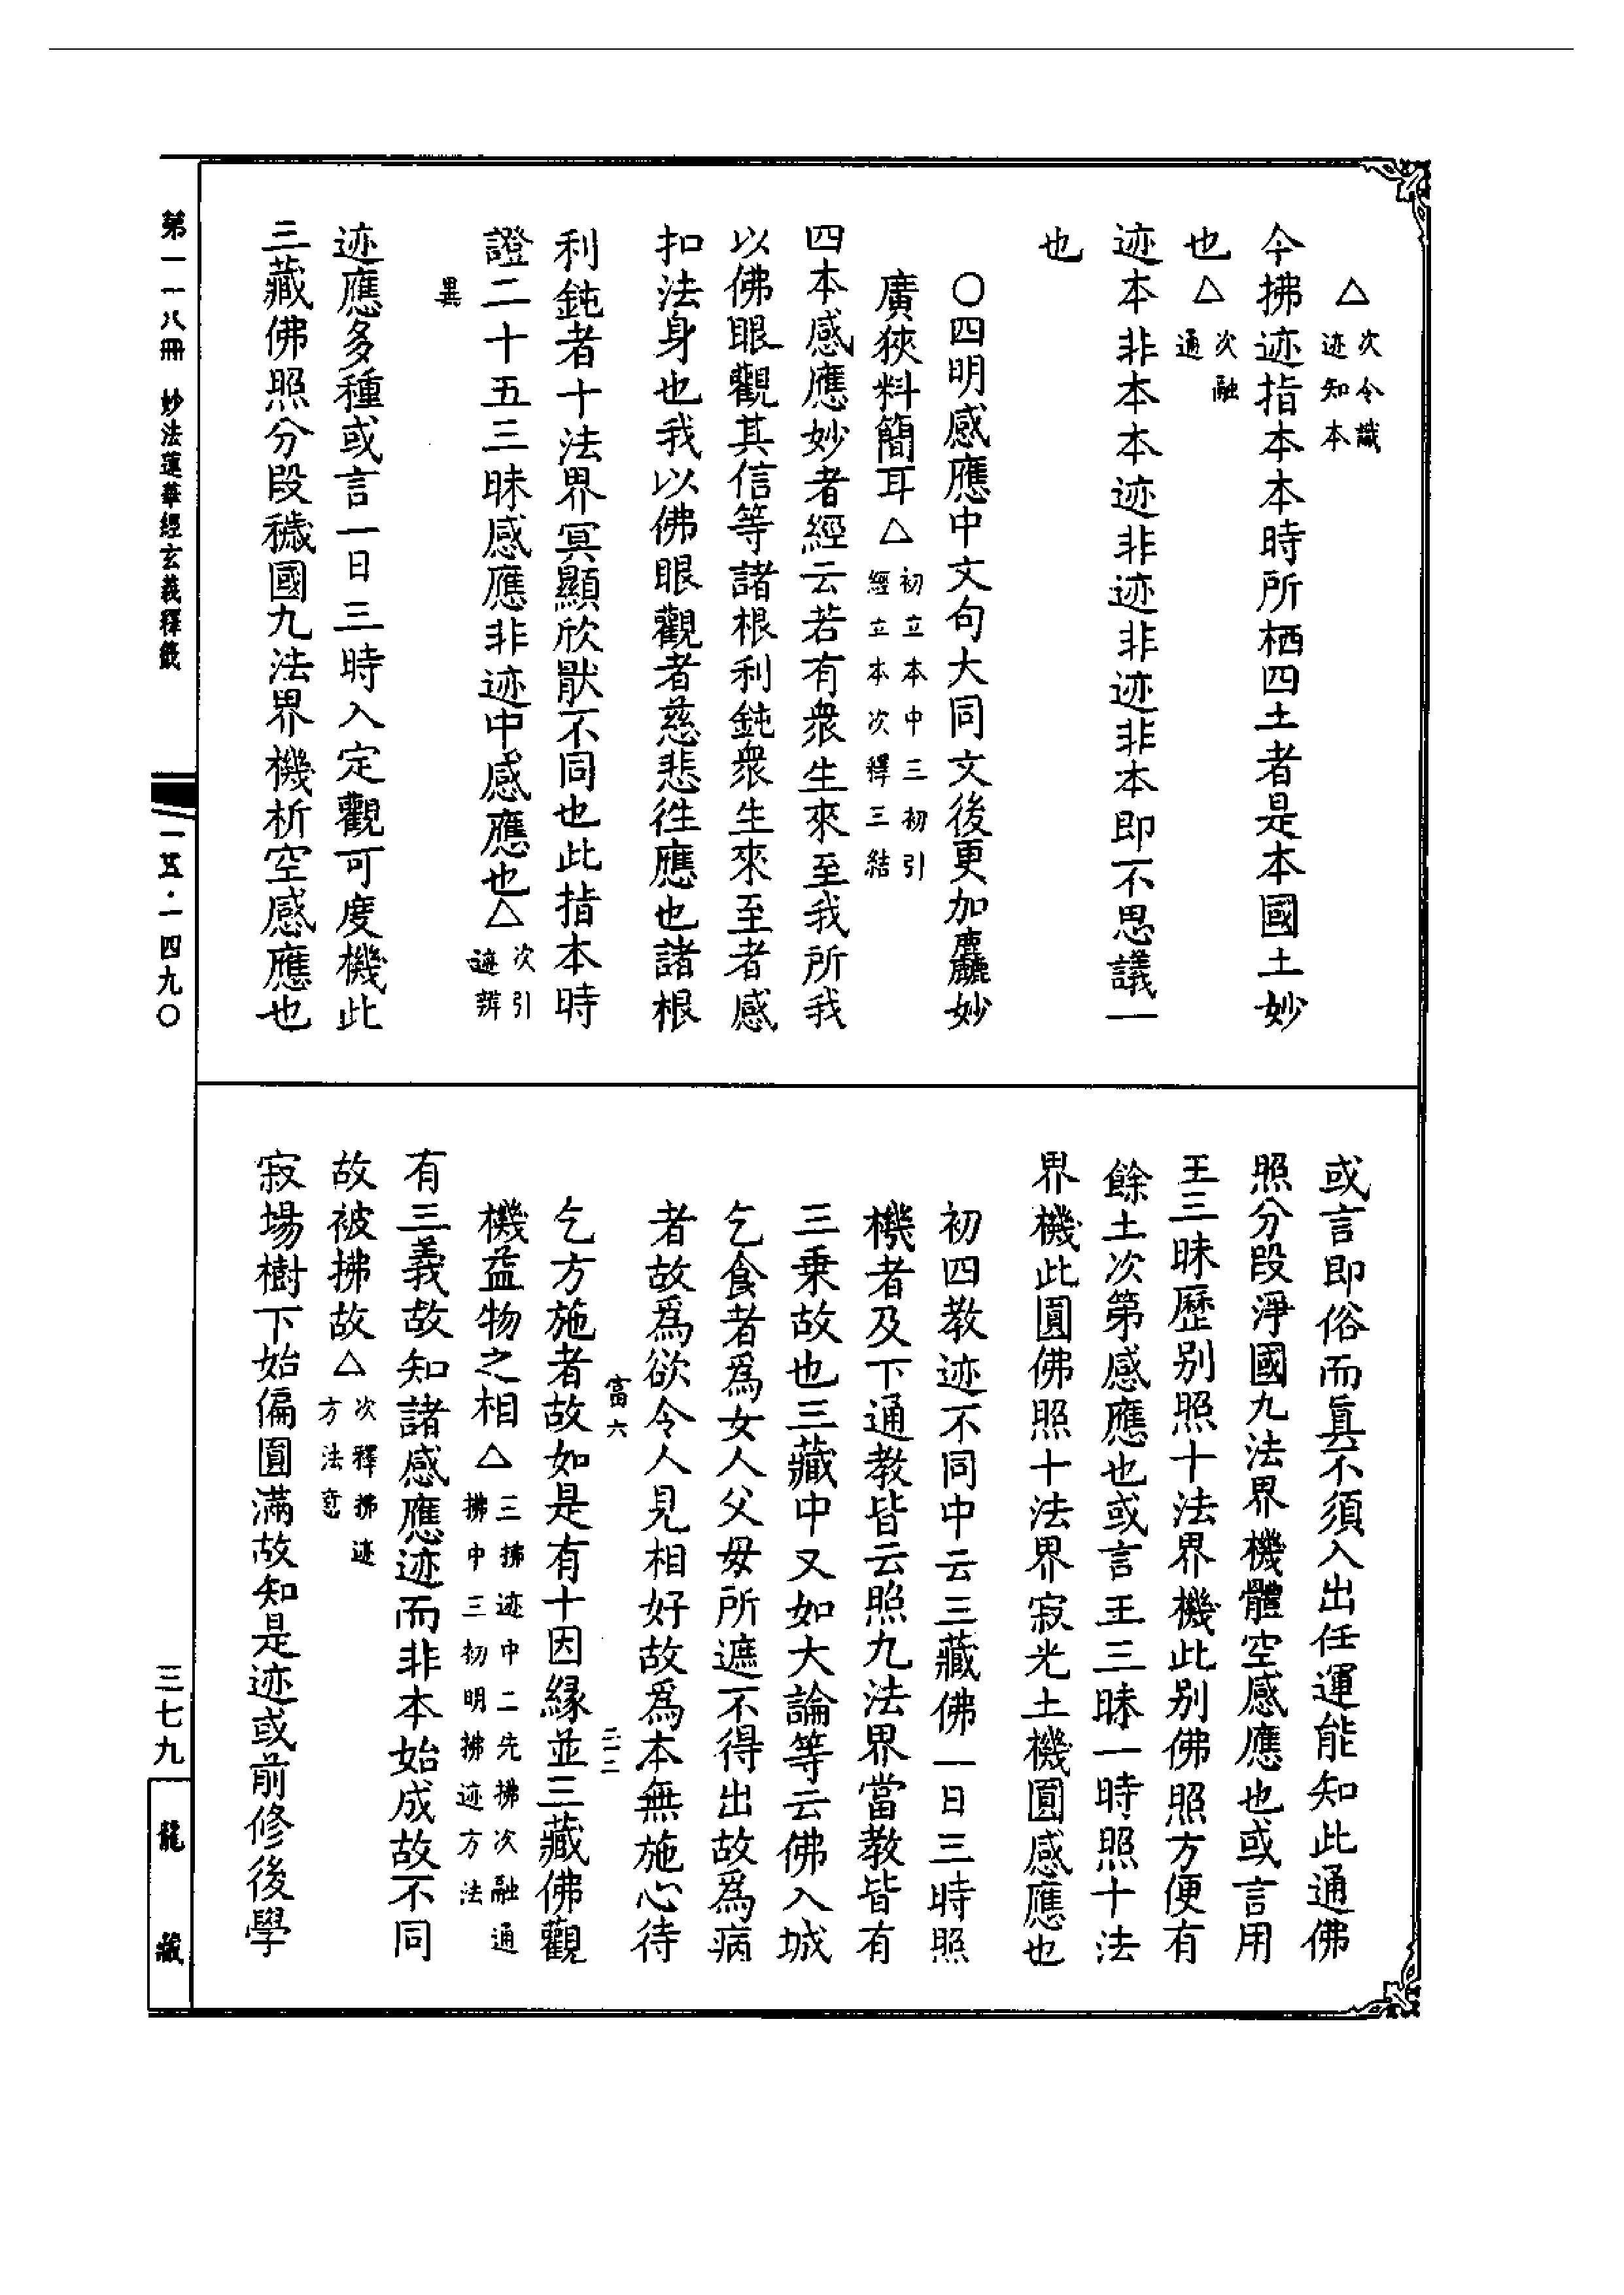 △次令識迹知本
今拂迹指本本時所栖四土者是本國土妙
也△次融通
迹本非本本迹非迹非迹非本即不思議一
也
〇四明感應中文句大同文後更加麤妙
廣狹料簡耳△初立本中三初引經立本次釋三結
四本感應妙者經云若有衆生來至我所我
以佛眼觀其信等諸根利鈍衆生來至者感
扣法身也我以佛眼觀者慈悲徃應也諸根
利鈍者十法界冥顯欣猒不同也此指本時
證二十五三昧感應非迹中感應也△次引迹辨
異
迹應多種或言一日三時入定觀可度機此
三藏佛照分段穢國九法界機析空感應也
或言即俗而眞不須入出任運能知此通佛
照分段淨國九法界機體空感應也或言用
王三昧歷别照十法界機此别佛照方便有
餘土次第感應也或言王三昧一時照十法
界機此圓佛照十法界寂光土機圓感應也
初四教迹不同中云三藏佛一日三時照
機者及下通教皆云照九法界當教皆有
三乗故也三藏中又如大論等云佛入城
乞食者爲女人父毋所遮不得出故爲病
者故爲欲令人見相好故爲本無施心待
富六 二二
乞方施者故如是有十因縁並三藏佛觀
機益物之相△三拂迹中二先拂次融通拂中三初明拂迹方法
有三義故知諸感應迹而非本始成故不同
故被拂故△次釋拂迹方法意
寂塲樹下始偏圓滿故知是迹或前修後學
第一一八冊 妙法蓮華經玄義釋籤
一五·一四九〇
三七九
龍藏